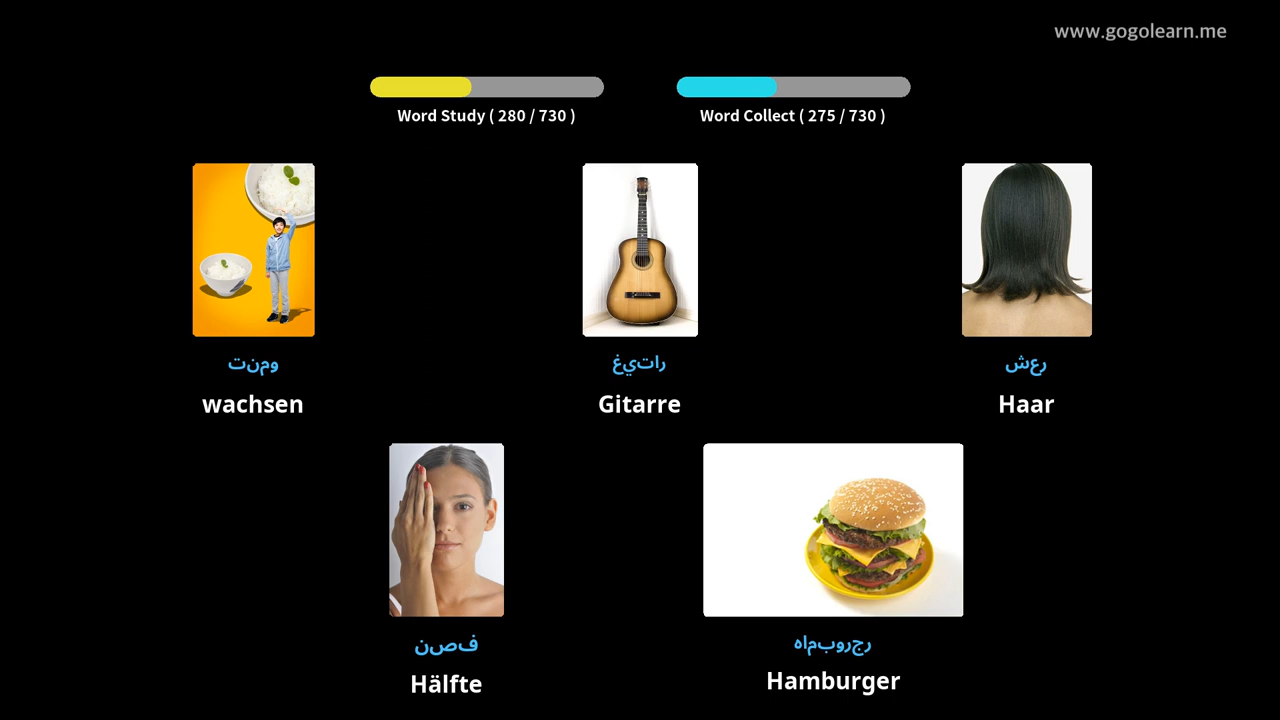 www.gogolearn.me
Word Study ( 280 / 730 )
Word Collect ( 275 / 730 )
ومنت
wachsen
راتيغ
Gitarre
رعش
Haar
فصن
Hälfte
رجروبماه
Hamburger